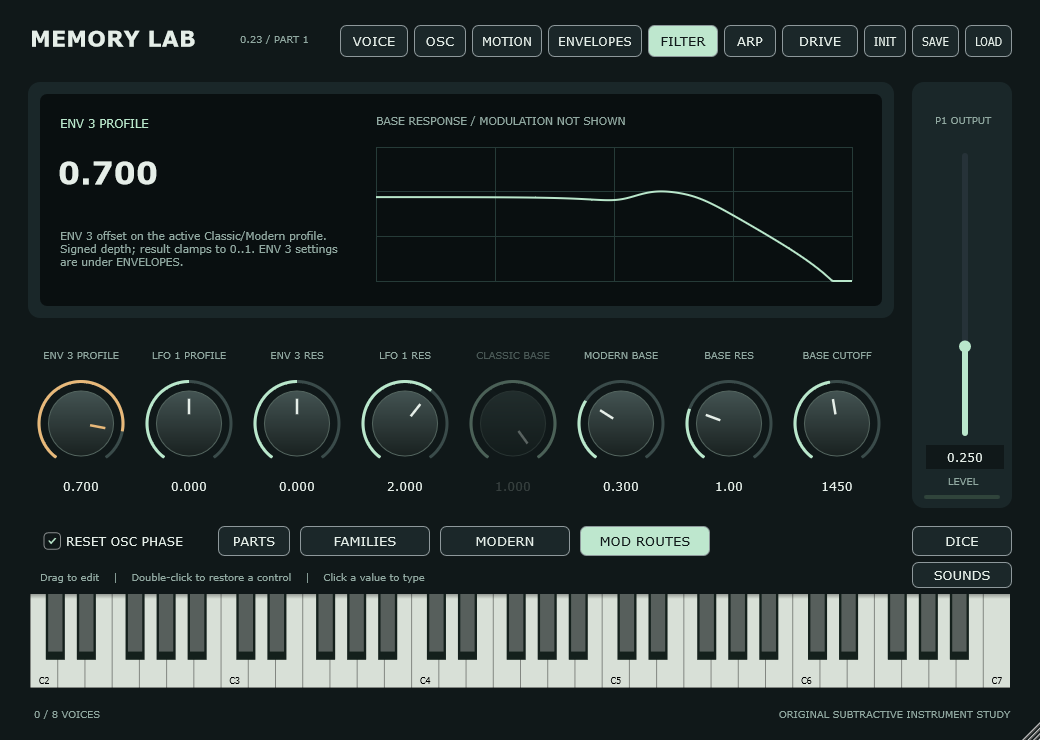 MEMORY LAB
0.23 / PART 1
VOICE
OSC
MOTION
ENVELOPES
FILTER
ARP
DRIVE
INIT
SAVE
LOAD
ENV 3 PROFILE
0.700
ENV 3 offset on the active Classic/Modern profile.
Signed depth; result clamps to 0..1. ENV 3 settings
are under ENVELOPES.
BASE RESPONSE / MODULATION NOT SHOWN
P1 OUTPUT
0.250
LEVEL
ENV 3 PROFILE
LFO 1 PROFILE
ENV 3 RES
LFO 1 RES
CLASSIC BASE
MODERN BASE
BASE RES
BASE CUTOFF
0.700
0.000
0.000
2.000
1.000
0.300
1.00
1450
RESET OSC PHASE
PARTS
FAMILIES
MODERN
MOD ROUTES
DICE
SOUNDS
Drag to edit | Double-click to restore a control | Click a value to type
C2
C3
C4
C5
C6
C7
0 / 8 VOICES
ORIGINAL SUBTRACTIVE INSTRUMENT STUDY